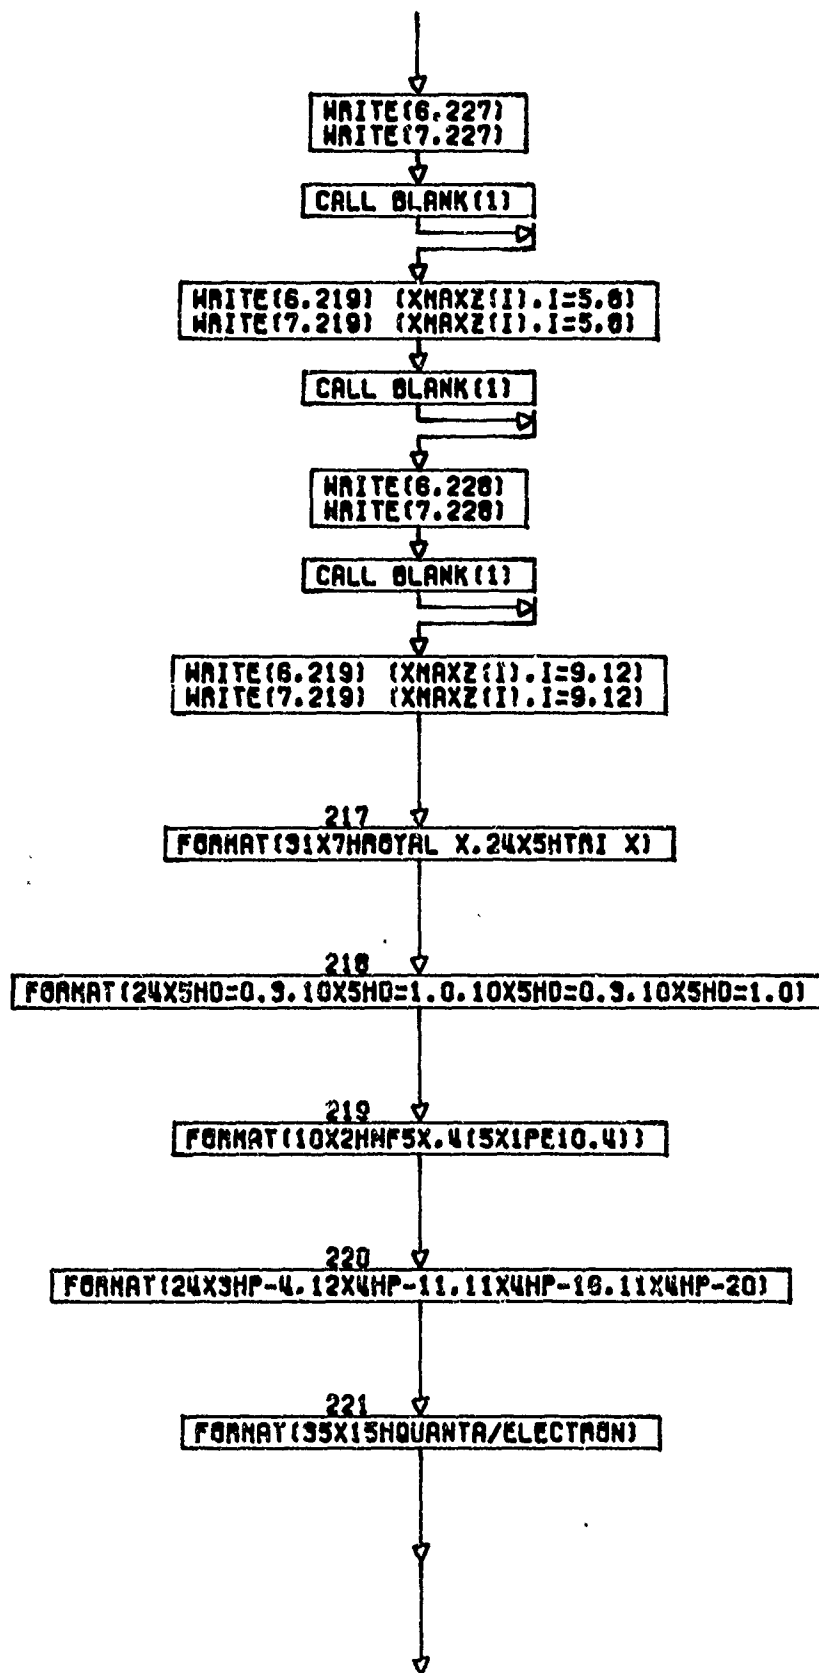 WRITE(6,227)
WRITE(7,227)
CALL BLANK(1)
WRITE(6,219) (XMAXZ(I),I=5,8)
WRITE(7,219) (XMAXZ(I),I=5,8)
CALL BLANK(1)
WRITE(6,228)
WRITE(7,228)
CALL BLANK(1)
WRITE(6,219) (XMAXZ(I),I=9,12)
WRITE(7,219) (XMAXZ(I),I=9,12)
217
FORMAT(31X7HROYAL X,24X5HTRI X)
218
FORMAT(24X5HD=0.3,10X5HD=1.0,10X5HD=0.3,10X5HD=1.0)
219
FORMAT(10X2HHF5X,4(5X1PE10.4))
220
FORMAT(24X3HP-4,12X4HP-11,11X4HP-16,11X4HP-20)
221
FORMAT(35X15HQUANTA/ELECTRON)